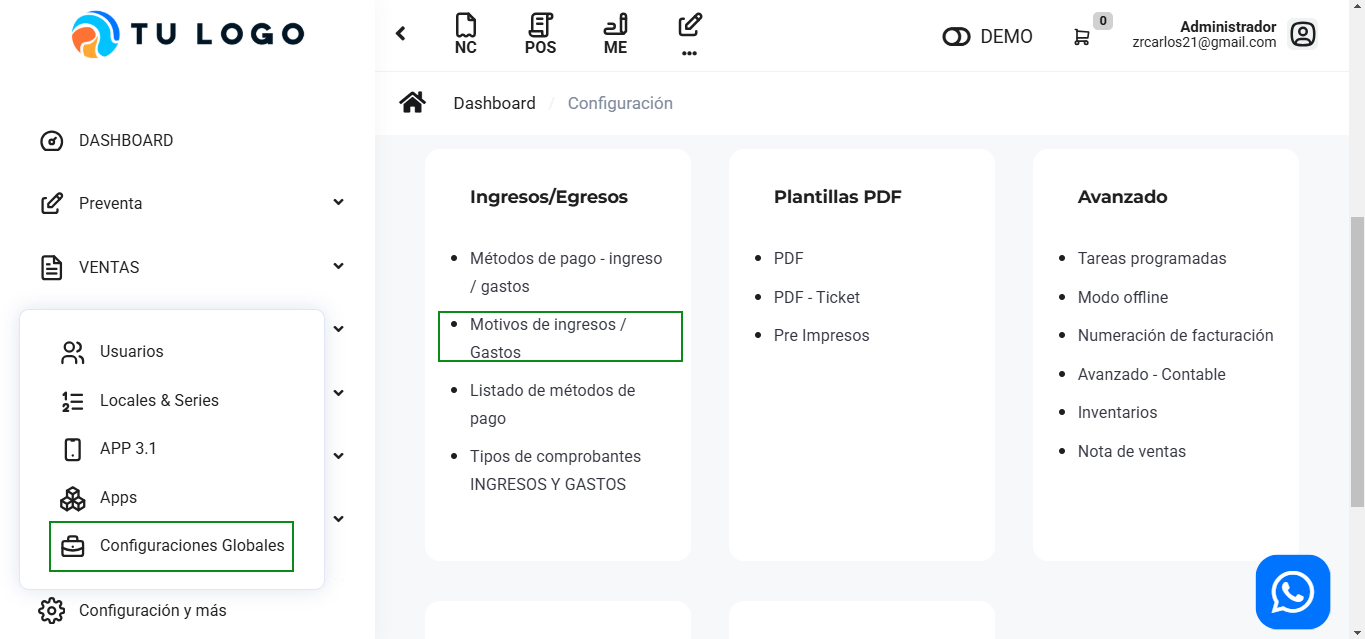 TU LOGO
NC
POS
ME
...
DEMO
0
Administrador
zrcarlos21@gmail.com
Dashboard / Configuración
DASHBOARD
Preventa
VENTAS
Usuarios
Locales & Series
APP 3.1
Apps
Configuraciones Globales
Configuración y más
Ingresos/Egresos
Métodos de pago - ingreso
/ gastos
Motivos de ingresos /
Gastos
Listado de métodos de
pago
Tipos de comprobantes
INGRESOS Y GASTOS
Plantillas PDF
PDF
PDF - Ticket
Pre Impresos
Avanzado
Tareas programadas
Modo offline
Numeración de facturación
Avanzado - Contable
Inventarios
Nota de ventas